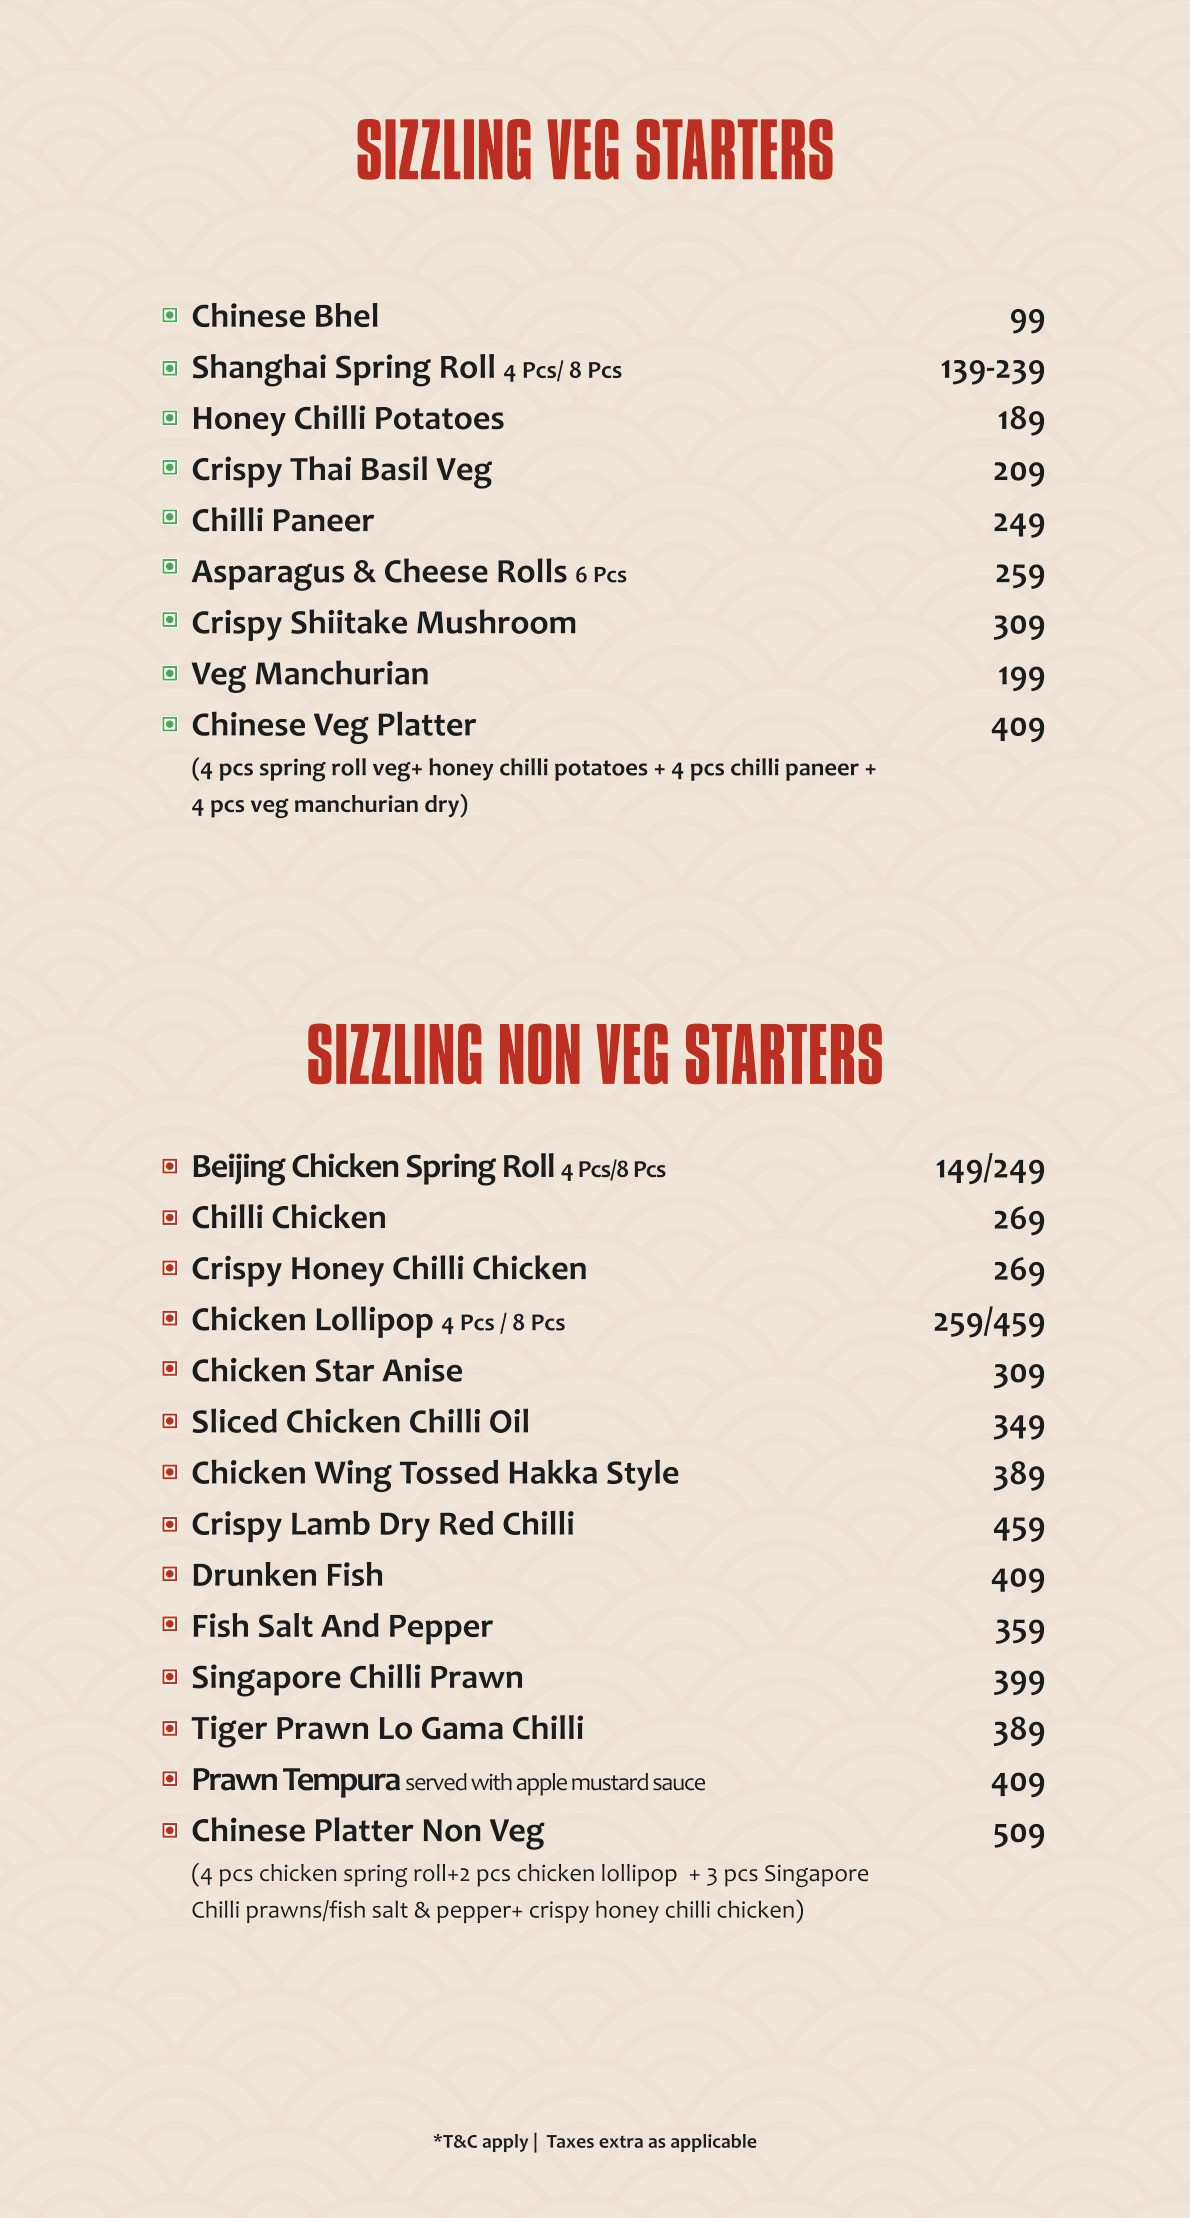 SIZZLING VEG STARTERS
Chinese Bhel 99
Shanghai Spring Roll 4 Pcs/ 8 Pcs 139-239
Honey Chilli Potatoes 189
Crispy Thai Basil Veg 209
Chilli Paneer 249
Asparagus & Cheese Rolls 6 Pcs 259
Crispy Shiitake Mushroom 309
Veg Manchurian 199
Chinese Veg Platter 409
(4 pcs spring roll veg+ honey chilli potatoes + 4 pcs chilli paneer +
4 pcs veg manchurian dry)
SIZZLING NON VEG STARTERS
Beijing Chicken Spring Roll 4 Pcs/8 Pcs 149/249
Chilli Chicken 269
Crispy Honey Chilli Chicken 269
Chicken Lollipop 4 Pcs / 8 Pcs 259/459
Chicken Star Anise 309
Sliced Chicken Chilli Oil 349
Chicken Wing Tossed Hakka Style 389
Crispy Lamb Dry Red Chilli 459
Drunken Fish 409
Fish Salt And Pepper 359
Singapore Chilli Prawn 399
Tiger Prawn Lo Gama Chilli 389
Prawn Tempura served with apple mustard sauce 409
Chinese Platter Non Veg 509
(4 pcs chicken spring roll+2 pcs chicken lollipop + 3 pcs Singapore
Chilli prawns/fish salt & pepper+ crispy honey chilli chicken)
*T&C apply | Taxes extra as applicable